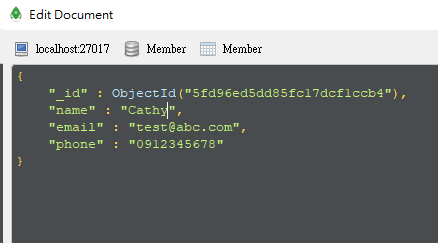 Edit Document
localhost:27017 Member Member
{
    "_id" : ObjectId("5fd96ed5dd85fc17dcf1ccb4"),
    "name" : "Cathy",
    "email" : "test@abc.com",
    "phone" : "0912345678"
}